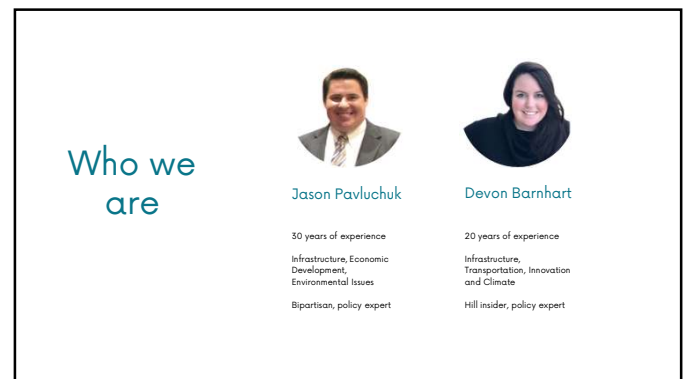 Who we
are
Jason Pavluchuk
30 years of experience
Infrastructure, Economic
Development,
Environmental Issues
Bipartisan, policy expert
Devon Barnhart
20 years of experience
Infrastructure,
Transportation, Innovation
and Climate
Hill insider, policy expert